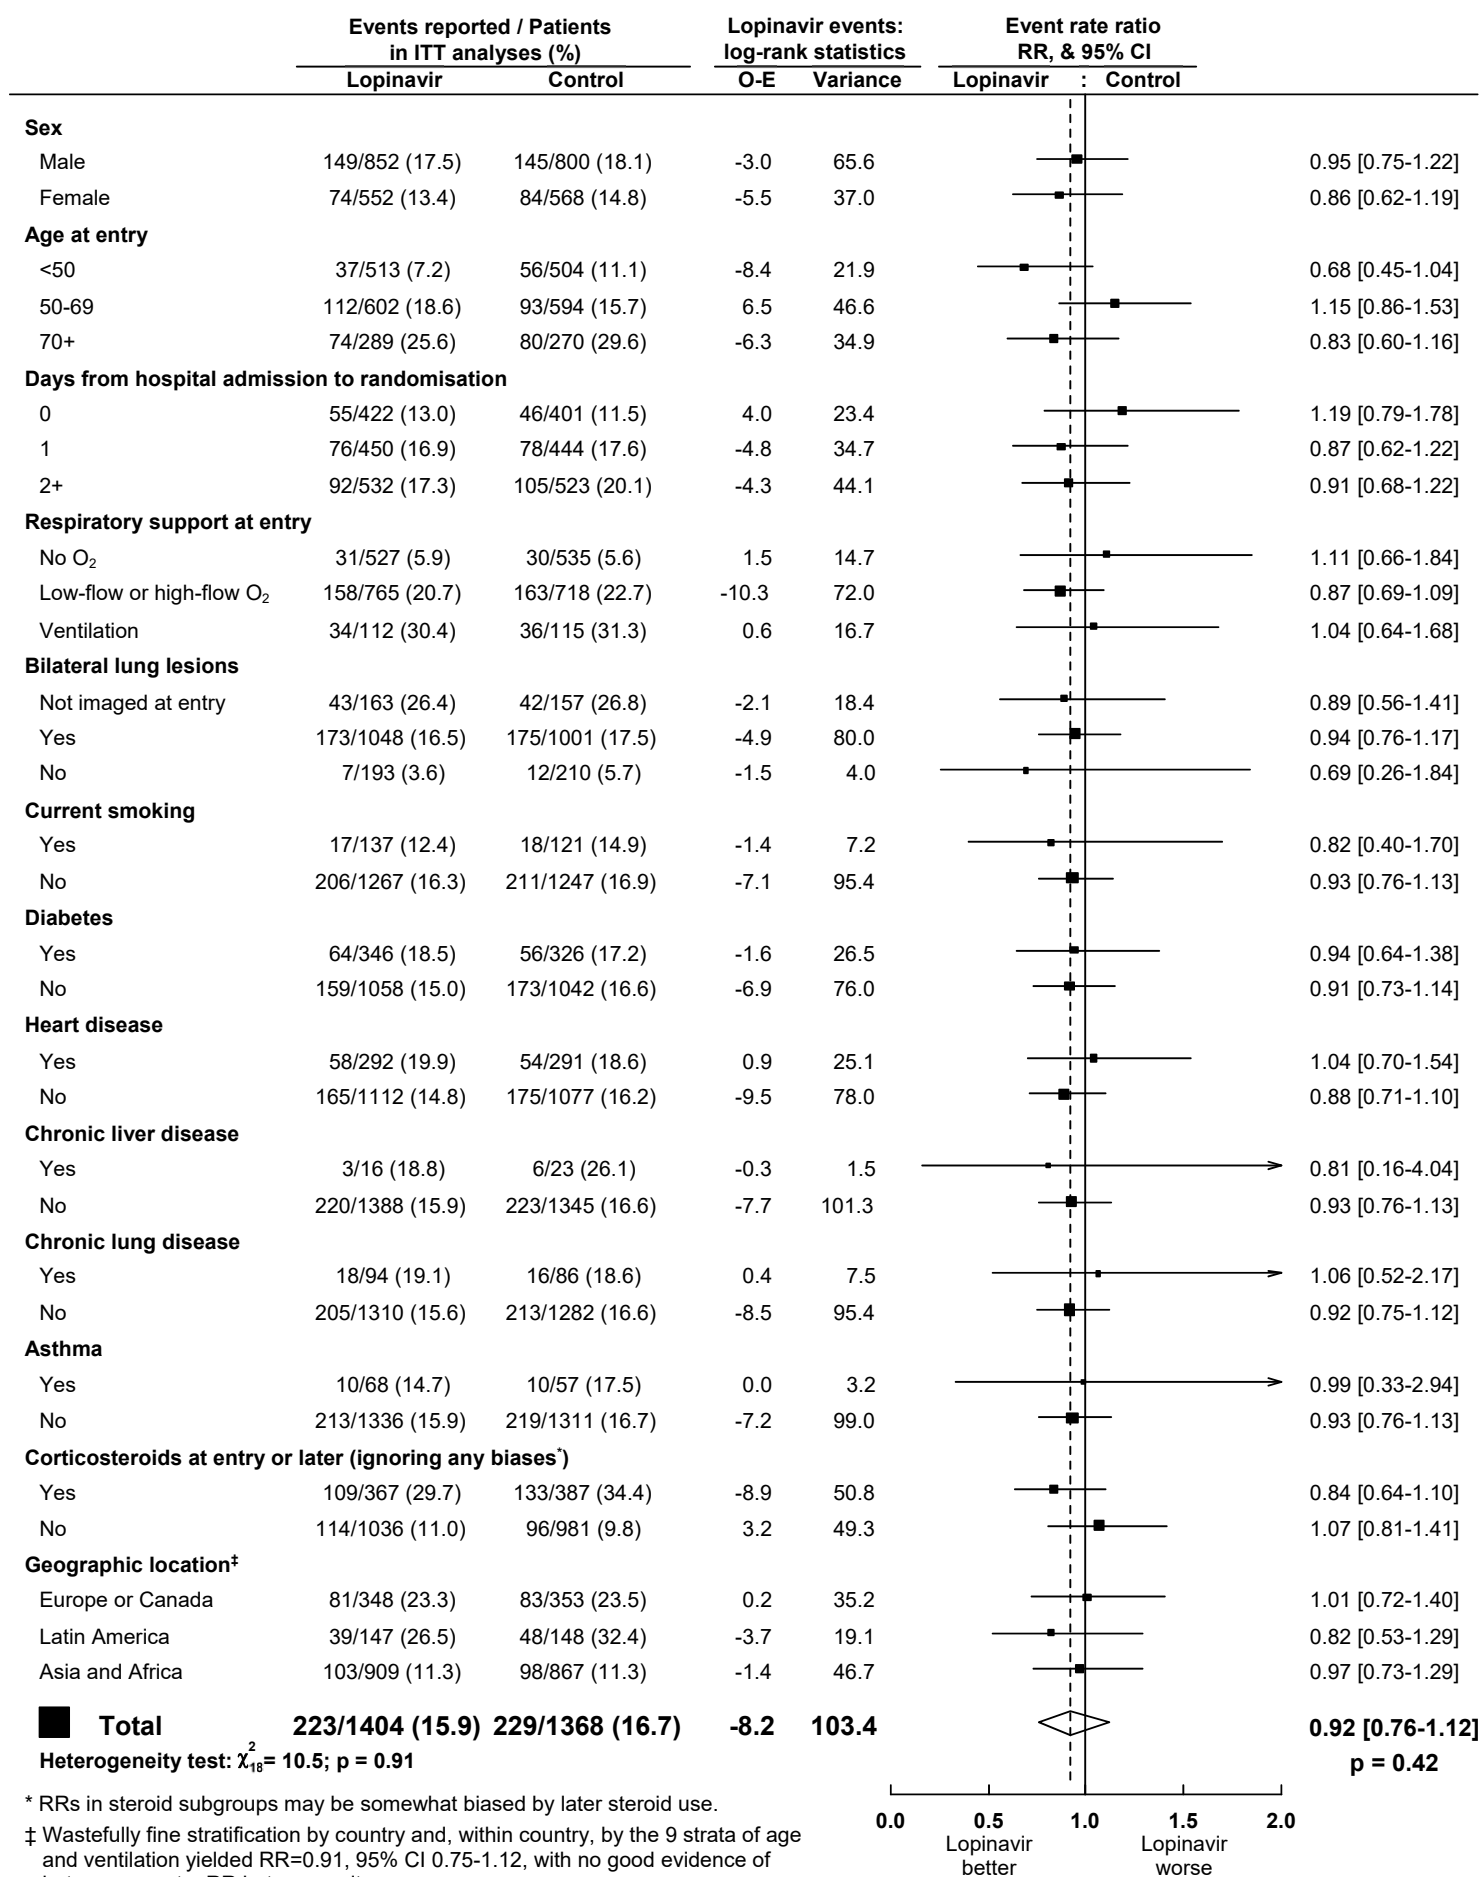 Events reported / Patients in ITT analyses (%) Lopinavir events: log-rank statistics Event rate ratio RR, & 95% CI
Lopinavir Control O-E Variance Lopinavir : Control
Sex
Male 149/852 (17.5) 145/800 (18.1) -3.0 65.6 0.95 [0.75-1.22]
Female 74/552 (13.4) 84/568 (14.8) -5.5 37.0 0.86 [0.62-1.19]
Age at entry
<50 37/513 (7.2) 56/504 (11.1) -8.4 21.9 0.68 [0.45-1.04]
50-69 112/602 (18.6) 93/594 (15.7) 6.5 46.6 1.15 [0.86-1.53]
70+ 74/289 (25.6) 80/270 (29.6) -6.3 34.9 0.83 [0.60-1.16]
Days from hospital admission to randomisation
0 55/422 (13.0) 46/401 (11.5) 4.0 23.4 1.19 [0.79-1.78]
1 76/450 (16.9) 78/444 (17.6) -4.8 34.7 0.87 [0.62-1.22]
2+ 92/532 (17.3) 105/523 (20.1) -4.3 44.1 0.91 [0.68-1.22]
Respiratory support at entry
No O₂ 31/527 (5.9) 30/535 (5.6) 1.5 14.7 1.11 [0.66-1.84]
Low-flow or high-flow O₂ 158/765 (20.7) 163/718 (22.7) -10.3 72.0 0.87 [0.69-1.09]
Ventilation 34/112 (30.4) 36/115 (31.3) 0.6 16.7 1.04 [0.64-1.68]
Bilateral lung lesions
Not imaged at entry 43/163 (26.4) 42/157 (26.8) -2.1 18.4 0.89 [0.56-1.41]
Yes 173/1048 (16.5) 175/1001 (17.5) -4.9 80.0 0.94 [0.76-1.17]
No 7/193 (3.6) 12/210 (5.7) -1.5 4.0 0.69 [0.26-1.84]
Current smoking
Yes 17/137 (12.4) 18/121 (14.9) -1.4 7.2 0.82 [0.40-1.70]
No 206/1267 (16.3) 211/1247 (16.9) -7.1 95.4 0.93 [0.76-1.13]
Diabetes
Yes 64/346 (18.5) 56/326 (17.2) -1.6 26.5 0.94 [0.64-1.38]
No 159/1058 (15.0) 173/1042 (16.6) -6.9 76.0 0.91 [0.73-1.14]
Heart disease
Yes 58/292 (19.9) 54/291 (18.6) 0.9 25.1 1.04 [0.70-1.54]
No 165/1112 (14.8) 175/1077 (16.2) -9.5 78.0 0.88 [0.71-1.10]
Chronic liver disease
Yes 3/16 (18.8) 6/23 (26.1) -0.3 1.5 0.81 [0.16-4.04]
No 220/1388 (15.9) 223/1345 (16.6) -7.7 101.3 0.93 [0.76-1.13]
Chronic lung disease
Yes 18/94 (19.1) 16/86 (18.6) 0.4 7.5 1.06 [0.52-2.17]
No 205/1310 (15.6) 213/1282 (16.6) -8.5 95.4 0.92 [0.75-1.12]
Asthma
Yes 10/68 (14.7) 10/57 (17.5) 0.0 3.2 0.99 [0.33-2.94]
No 213/1336 (15.9) 219/1311 (16.7) -7.2 99.0 0.93 [0.76-1.13]
Corticosteroids at entry or later (ignoring any biases*)
Yes 109/367 (29.7) 133/387 (34.4) -8.9 50.8 0.84 [0.64-1.10]
No 114/1036 (11.0) 96/981 (9.8) 3.2 49.3 1.07 [0.81-1.41]
Geographic location‡
Europe or Canada 81/348 (23.3) 83/353 (23.5) 0.2 35.2 1.01 [0.72-1.40]
Latin America 39/147 (26.5) 48/148 (32.4) -3.7 19.1 0.82 [0.53-1.29]
Asia and Africa 103/909 (11.3) 98/867 (11.3) -1.4 46.7 0.97 [0.73-1.29]
Total 223/1404 (15.9) 229/1368 (16.7) -8.2 103.4 0.92 [0.76-1.12]
Heterogeneity test: χ²₁₈= 10.5; p = 0.91 p = 0.42
* RRs in steroid subgroups may be somewhat biased by later steroid use.
‡ Wastefully fine stratification by country and, within country, by the 9 strata of age
and ventilation yielded RR=0.91, 95% CI 0.75-1.12, with no good evidence of
0.0 0.5 1.0 1.5 2.0
Lopinavir better Lopinavir worse